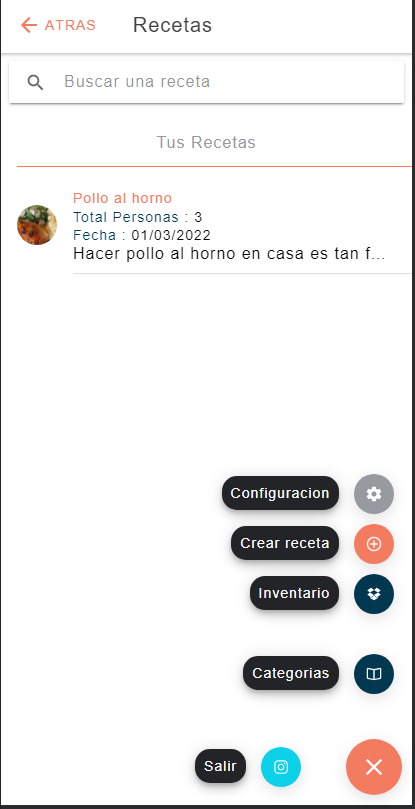 ATRAS Recetas
Buscar una receta
Tus Recetas
Pollo al horno
Total Personas : 3
Fecha : 01/03/2022
Hacer pollo al horno en casa es tan f...
Configuracion
Crear receta
Inventario
Categorias
Salir